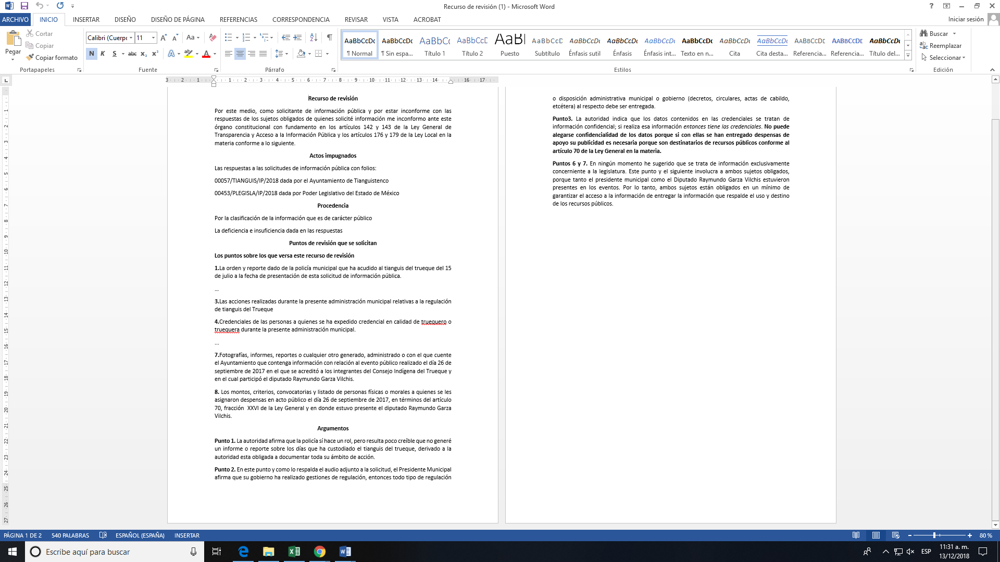 Recurso de revisión (1) - Microsoft Word
ARCHIVO INICIO INSERTAR DISEÑO DISEÑO DE PÁGINA REFERENCIAS CORRESPONDENCIA REVISAR VISTA ACROBAT
Iniciar sesión
Pegar
Cortar
Copiar
Copiar formato
Portapapeles
Calibri (Cuerpo 11
Fuente
Párrafo
AaBbCcDc ¶ Normal
AaBbCcDc ¶ Sin espa...
AaBbCc Título 1
AaBbCcD Título 2
AaBl Puesto
AaBbCcD Subtítulo
AaBbCcDc Énfasis sutil
AaBbCcDc Énfasis
AaBbCcDc Énfasis int...
AaBbCcDc Texto en n...
AaBbCcDc Cita
AaBbCcDc Cita desta...
AABBCCDE Referencia...
AABBCCDE Referencia...
AaBbCcDc Título del...
Estilos
Buscar
Reemplazar
Seleccionar
Edición
Recurso de revisión
Por este medio, como solicitante de información pública y por estar inconforme con las
respuestas de los sujetos obligados de quienes solicité información me inconformo ante este
órgano constitucional con fundamento en los artículos 142 y 143 de la Ley General de
Transparencia y Acceso a la Información Pública y los artículos 176 y 179 de la Ley Local en la
materia conforme a lo siguiente.
Actos impugnados
Las respuestas a las solicitudes de información pública con folios:
00057/TIANGUIS/IP/2018 dada por el Ayuntamiento de Tianguistenco
00453/PLEGISLA/IP/2018 dada por Poder Legislativo del Estado de México
Procedencia
Por la clasificación de la información que es de carácter público
La deficiencia e insuficiencia dada en las respuestas
Puntos de revisión que se solicitan
Los puntos sobre los que versa este recurso de revisión
1.La orden y reporte dado de la policía municipal que ha acudido al tianguis del trueque del 15
de julio a la fecha de presentación de esta solicitud de información pública.
...
3.Las acciones realizadas durante la presente administración municipal relativas a la regulación
de tianguis del Trueque
4.Credenciales de las personas a quienes se ha expedido credencial en calidad de truequero o
truequera durante la presente administración municipal.
...
7.Fotografías, informes, reportes o cualquier otro generado, administrado o con el que cuente
el Ayuntamiento que contenga información con relación al evento público realizado el día 26 de
septiembre de 2017 en el que se acreditó a los integrantes del Consejo Indígena del Trueque y
en el cual participó el diputado Raymundo Garza Vilchis.
8. Los montos, criterios, convocatorias y listado de personas físicas o morales a quienes se les
asignaron despensas en acto público el día 26 de septiembre de 2017, en términos del artículo
70, fracción XXVI de la Ley General y en donde estuvo presente el diputado Raymundo Garza
Vilchis.
Argumentos
Punto 1. La autoridad afirma que la policía sí hace un rol, pero resulta poco creíble que no generé
un informe o reporte sobre los días que ha custodiado el tianguis del trueque, derivado a la
autoridad esta obligada a documentar toda su ámbito de acción.
Punto 2. En este punto y como lo respalda el audio adjunto a la solicitud, el Presidente Municipal
afirma que su gobierno ha realizado gestiones de regulación, entonces todo tipo de regulación
o disposición administrativa municipal o gobierno (decretos, circulares, actas de cabildo,
etcétera) al respecto debe ser entregada.
Punto3. La autoridad indica que los datos contenidos en las credenciales se tratan de
información confidencial; si realiza esa información entonces tiene las credenciales. No puede
alegarse confidencialidad de los datos porque si con ellas se han entregado despensas de
apoyo su publicidad es necesaria porque son destinatarios de recursos públicos conforme al
artículo 70 de la Ley General en la materia.
Puntos 6 y 7. En ningún momento he sugerido que se trata de información exclusivamente
concerniente a la legislatura. Este punto y el siguiente involucra a ambos sujetos obligados,
porque tanto el presidente municipal como el Diputado Raymundo Garza Vilchis estuvieron
presentes en los eventos. Por lo tanto, ambos sujetos están obligados en un mínimo de
garantizar el acceso a la información de entregar la información que respalde el uso y destino
de los recursos públicos.
PÁGINA 1 DE 2 540 PALABRAS ESPAÑOL (ESPAÑA) INSERTAR
80 %
Escribe aquí para buscar
ESP
11:31 a. m.
13/12/2018